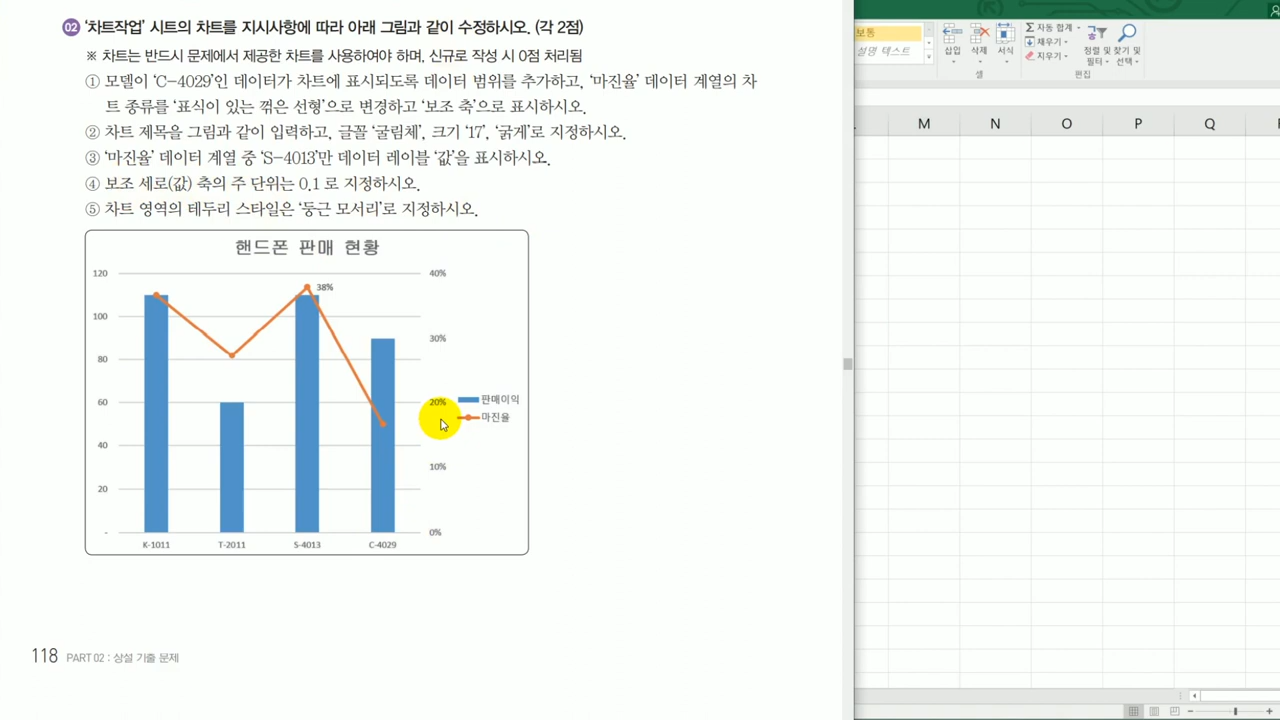 02 '차트작업' 시트의 차트를 지시사항에 따라 아래 그림과 같이 수정하시오. (각 2점)
※ 차트는 반드시 문제에서 제공한 차트를 사용하여야 하며, 신규로 작성 시 0점 처리됨
① 모델이 'C-4029'인 데이터가 차트에 표시되도록 데이터 범위를 추가하고, '마진율' 데이터 계열의 차
트 종류를 '표식이 있는 꺾은 선형'으로 변경하고 '보조 축'으로 표시하시오.
② 차트 제목을 그림과 같이 입력하고, 글꼴 '굴림체', 크기 '17', '굵게'로 지정하시오.
③ '마진율' 데이터 계열 중 'S-4013'만 데이터 레이블 '값'을 표시하시오.
④ 보조 세로(값) 축의 주 단위는 0.1 로 지정하시오.
⑤ 차트 영역의 테두리 스타일은 '둥근 모서리'로 지정하시오.
핸드폰 판매 현황
120 40%
38%
100
30%
80
60 20%
판매이익
마진율
40
10%
20
- 0%
K-1011 T-2011 S-4013 C-4029
118 PART 02 : 상설 기출 문제
보통
설명 텍스트
삽입 삭제 서식
셀
자동 합계
채우기
지우기
정렬 및 찾기 및
필터 선택
편집
M N O P Q